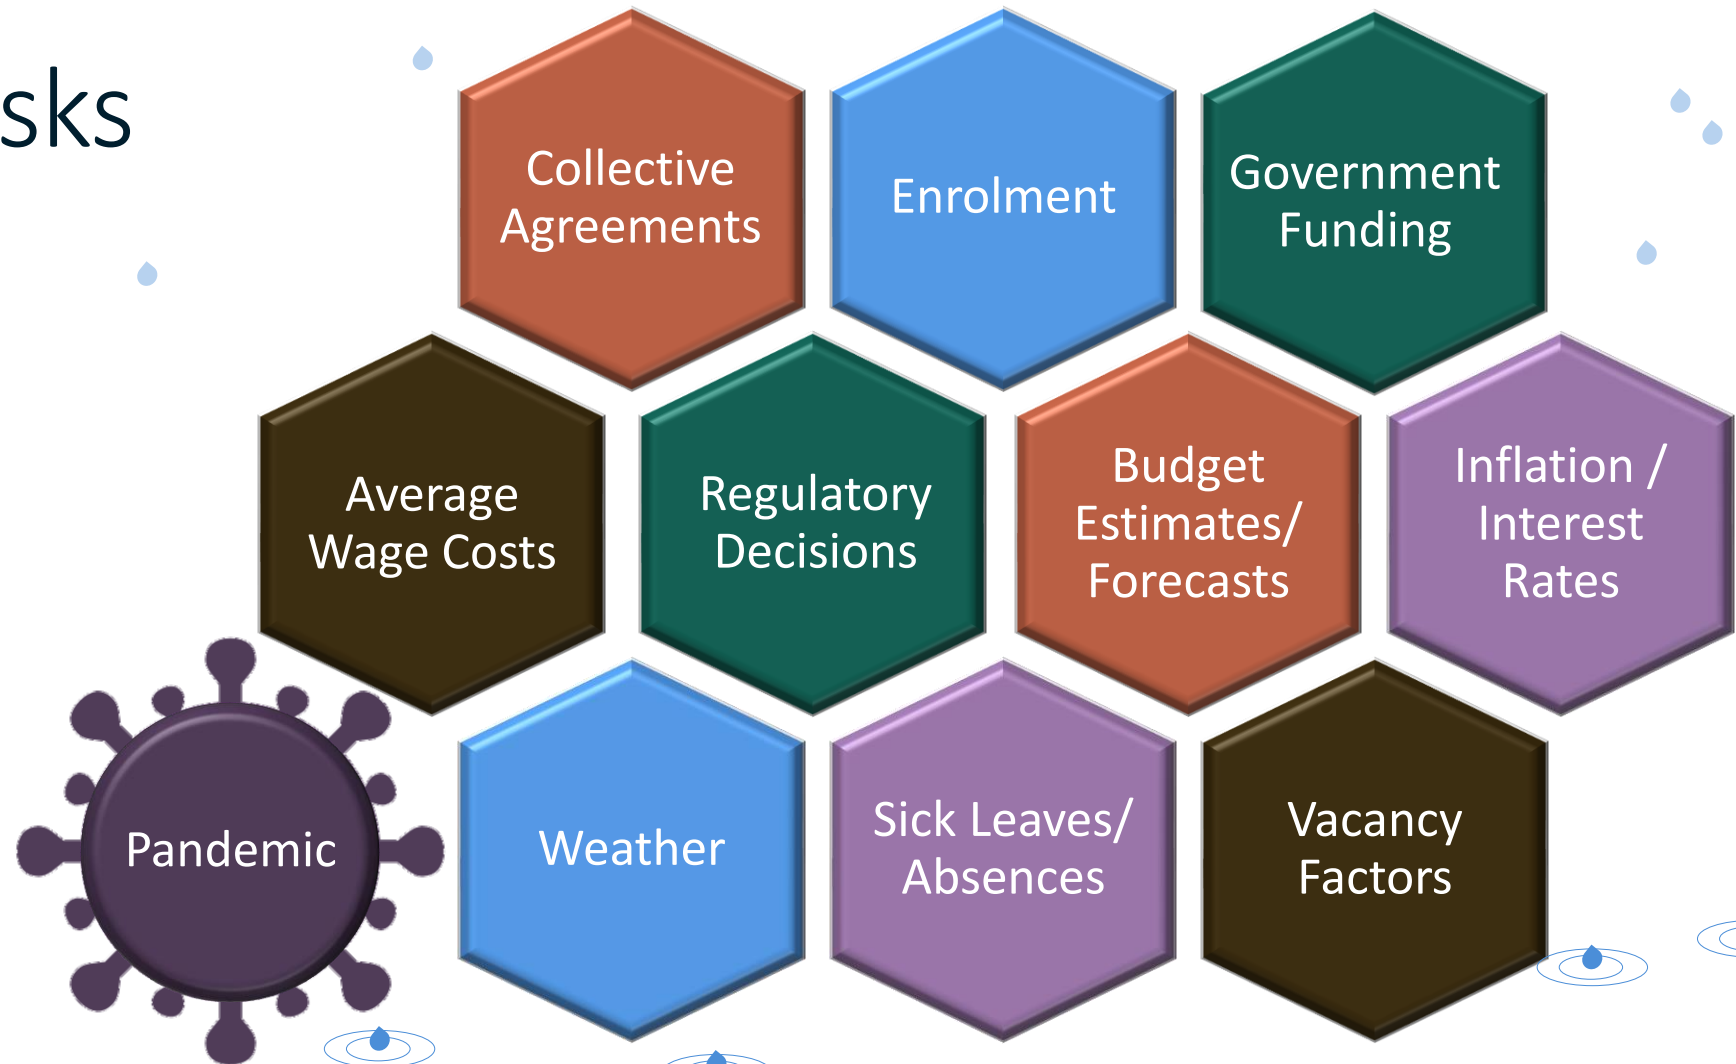 sks
Collective
Agreements
Enrolment
Government
Funding
Average
Wage Costs
Regulatory
Decisions
Budget
Estimates/
Forecasts
Inflation /
Interest
Rates
Pandemic
Weather
Sick Leaves/
Absences
Vacancy
Factors